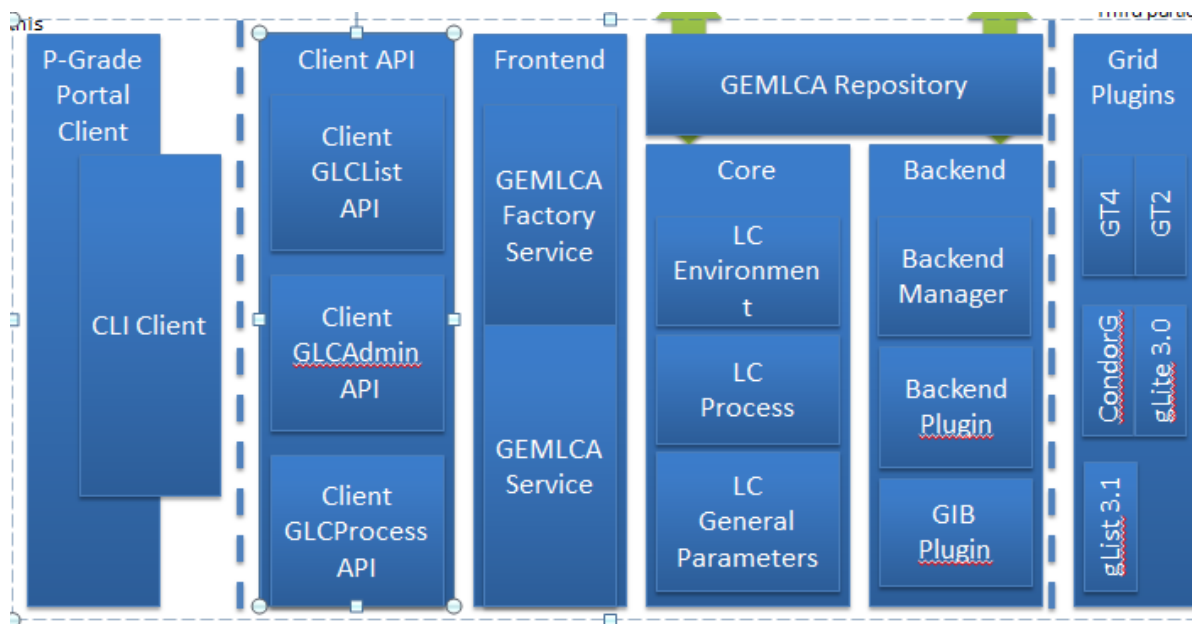 this
Third
P-Grade
Portal
Client
CLI Client
Client API
Client
GLCList
API
Client
GLCAdmin
API
Client
GLCProcess
API
Frontend
GEMLCA
Factory
Service
GEMLCA
Service
GEMLCA Repository
Core
LC
Environmen
t
LC
Process
LC
General
Parameters
Backend
Backend
Manager
Backend
Plugin
GIB
Plugin
Grid
Plugins
GT4
GT2
CondorG
gLite 3.0
gList 3.1